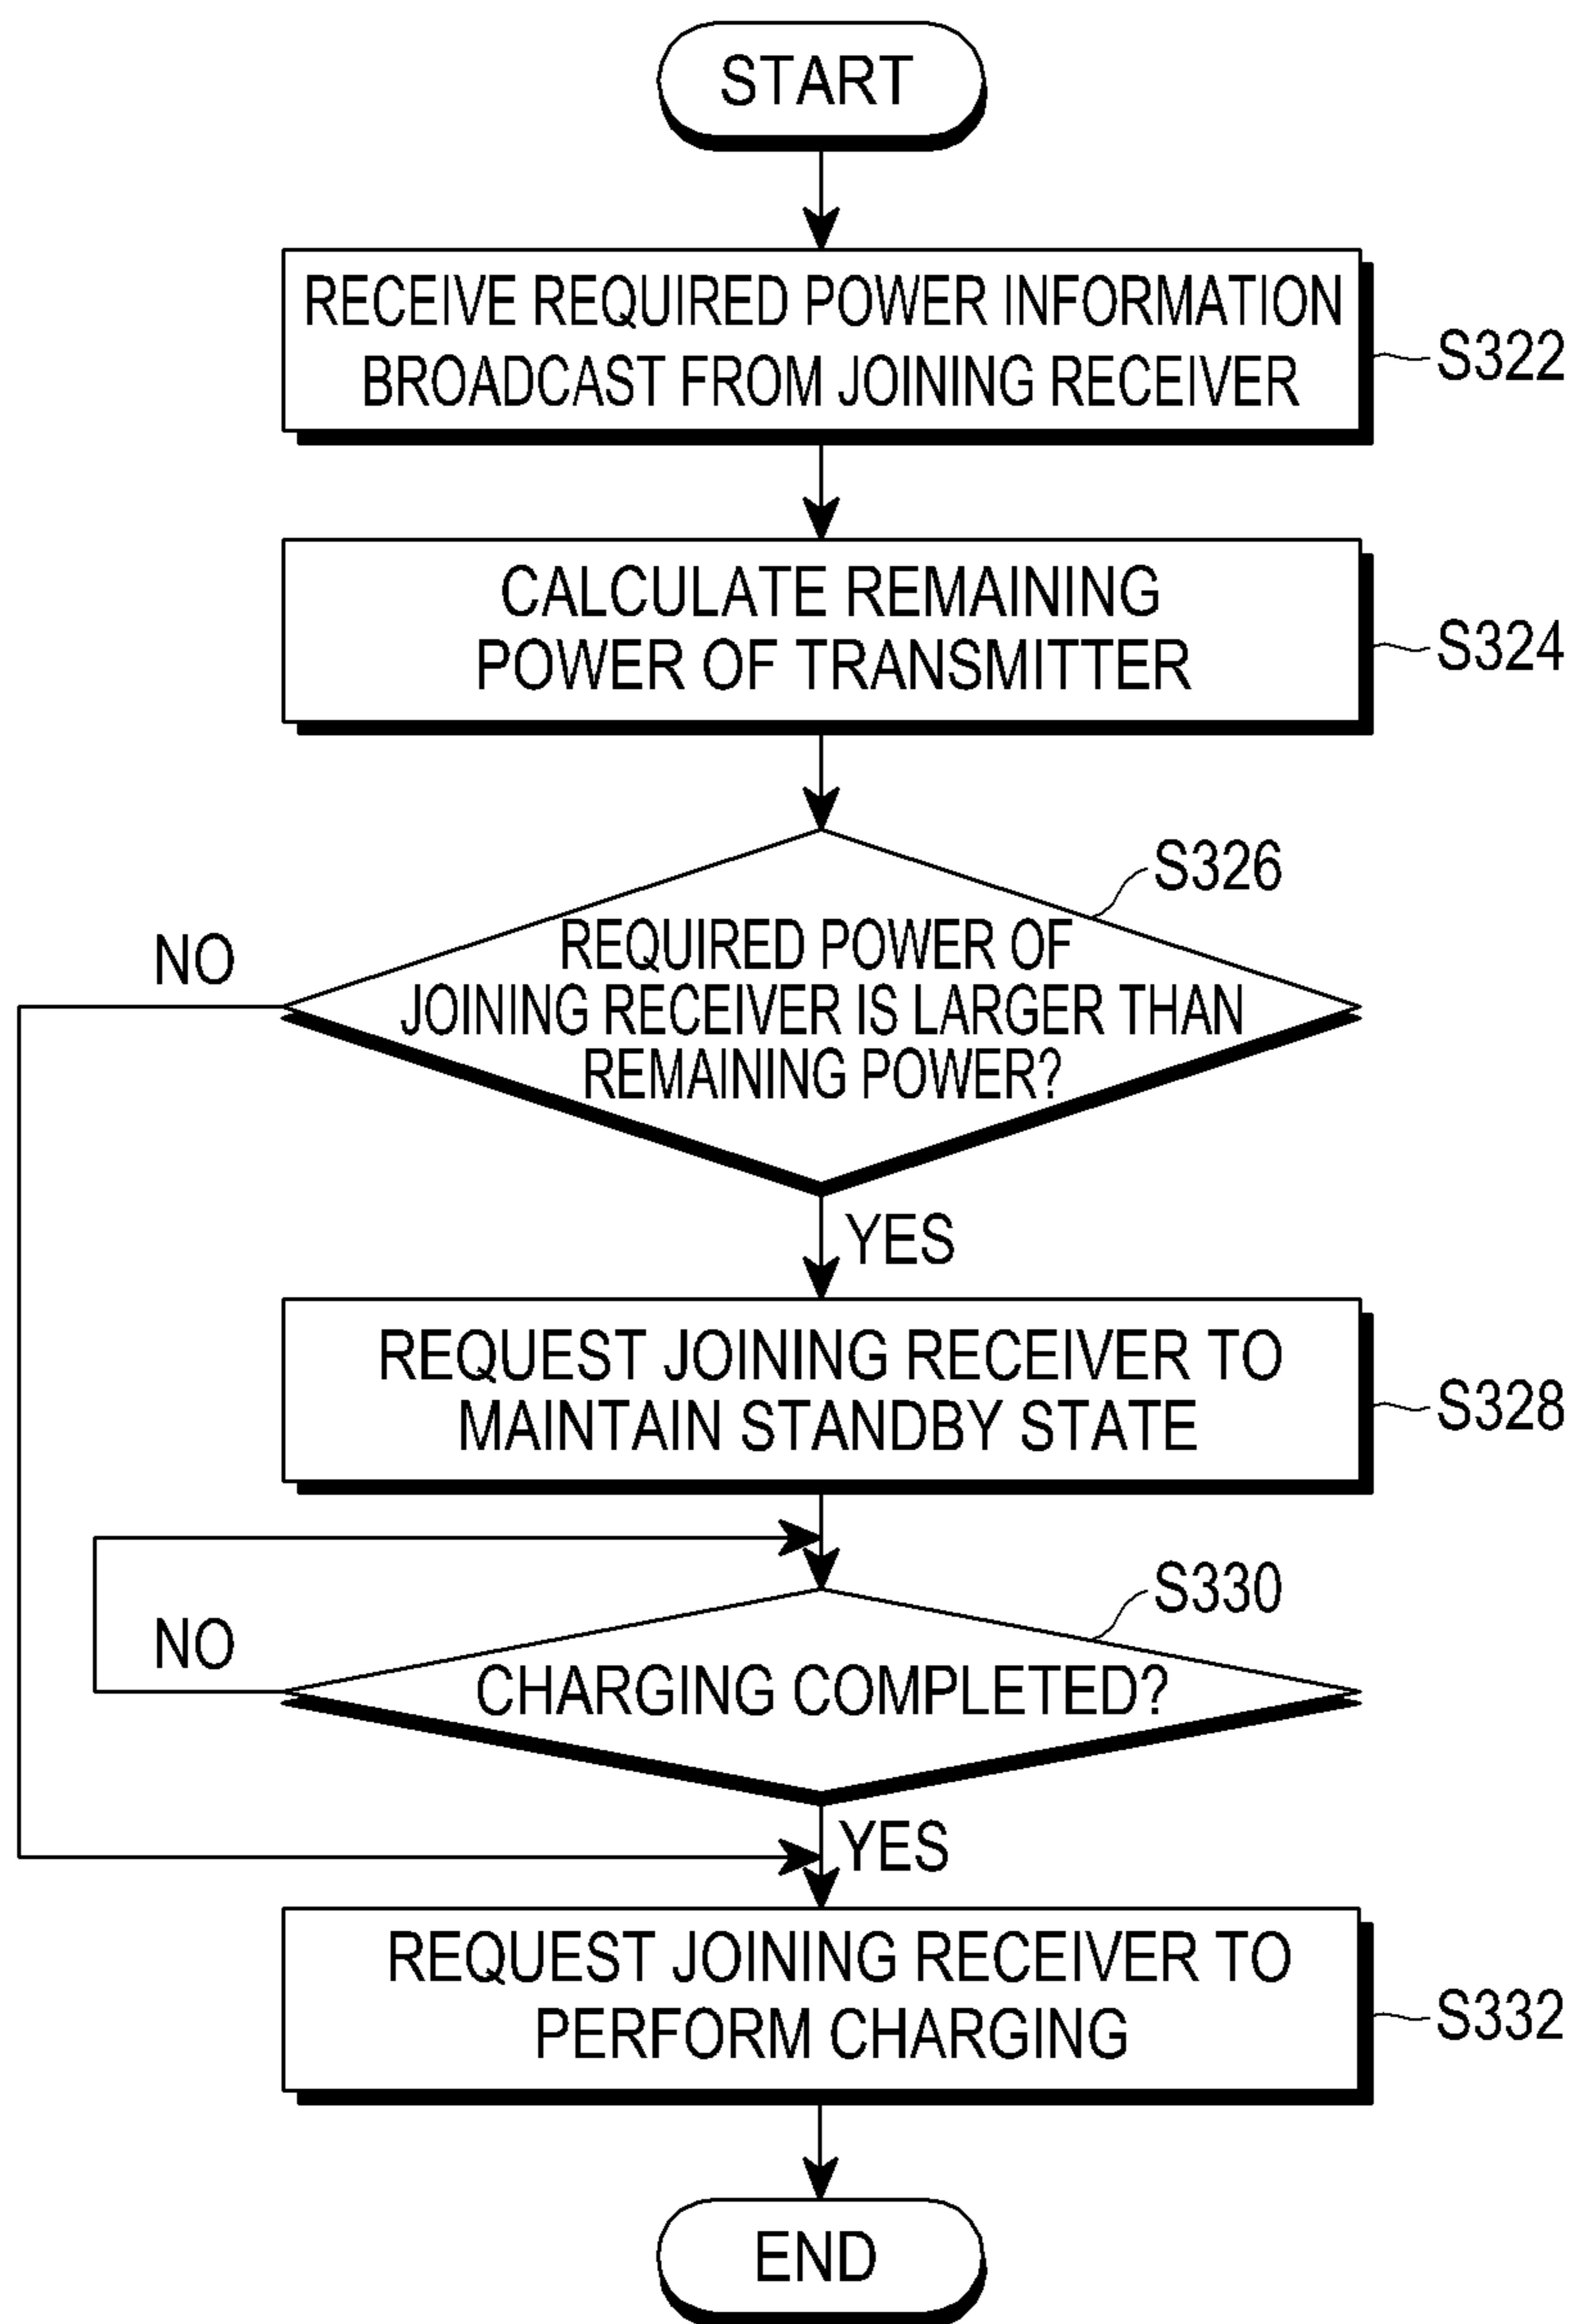 START
RECEIVE REQUIRED POWER INFORMATION
BROADCAST FROM JOINING RECEIVER
S322
CALCULATE REMAINING
POWER OF TRANSMITTER
S324
S326
NO
REQUIRED POWER OF
JOINING RECEIVER IS LARGER THAN
REMAINING POWER?
YES
REQUEST JOINING RECEIVER TO
MAINTAIN STANDBY STATE
S328
S330
NO
CHARGING COMPLETED?
YES
REQUEST JOINING RECEIVER TO
PERFORM CHARGING
S332
END